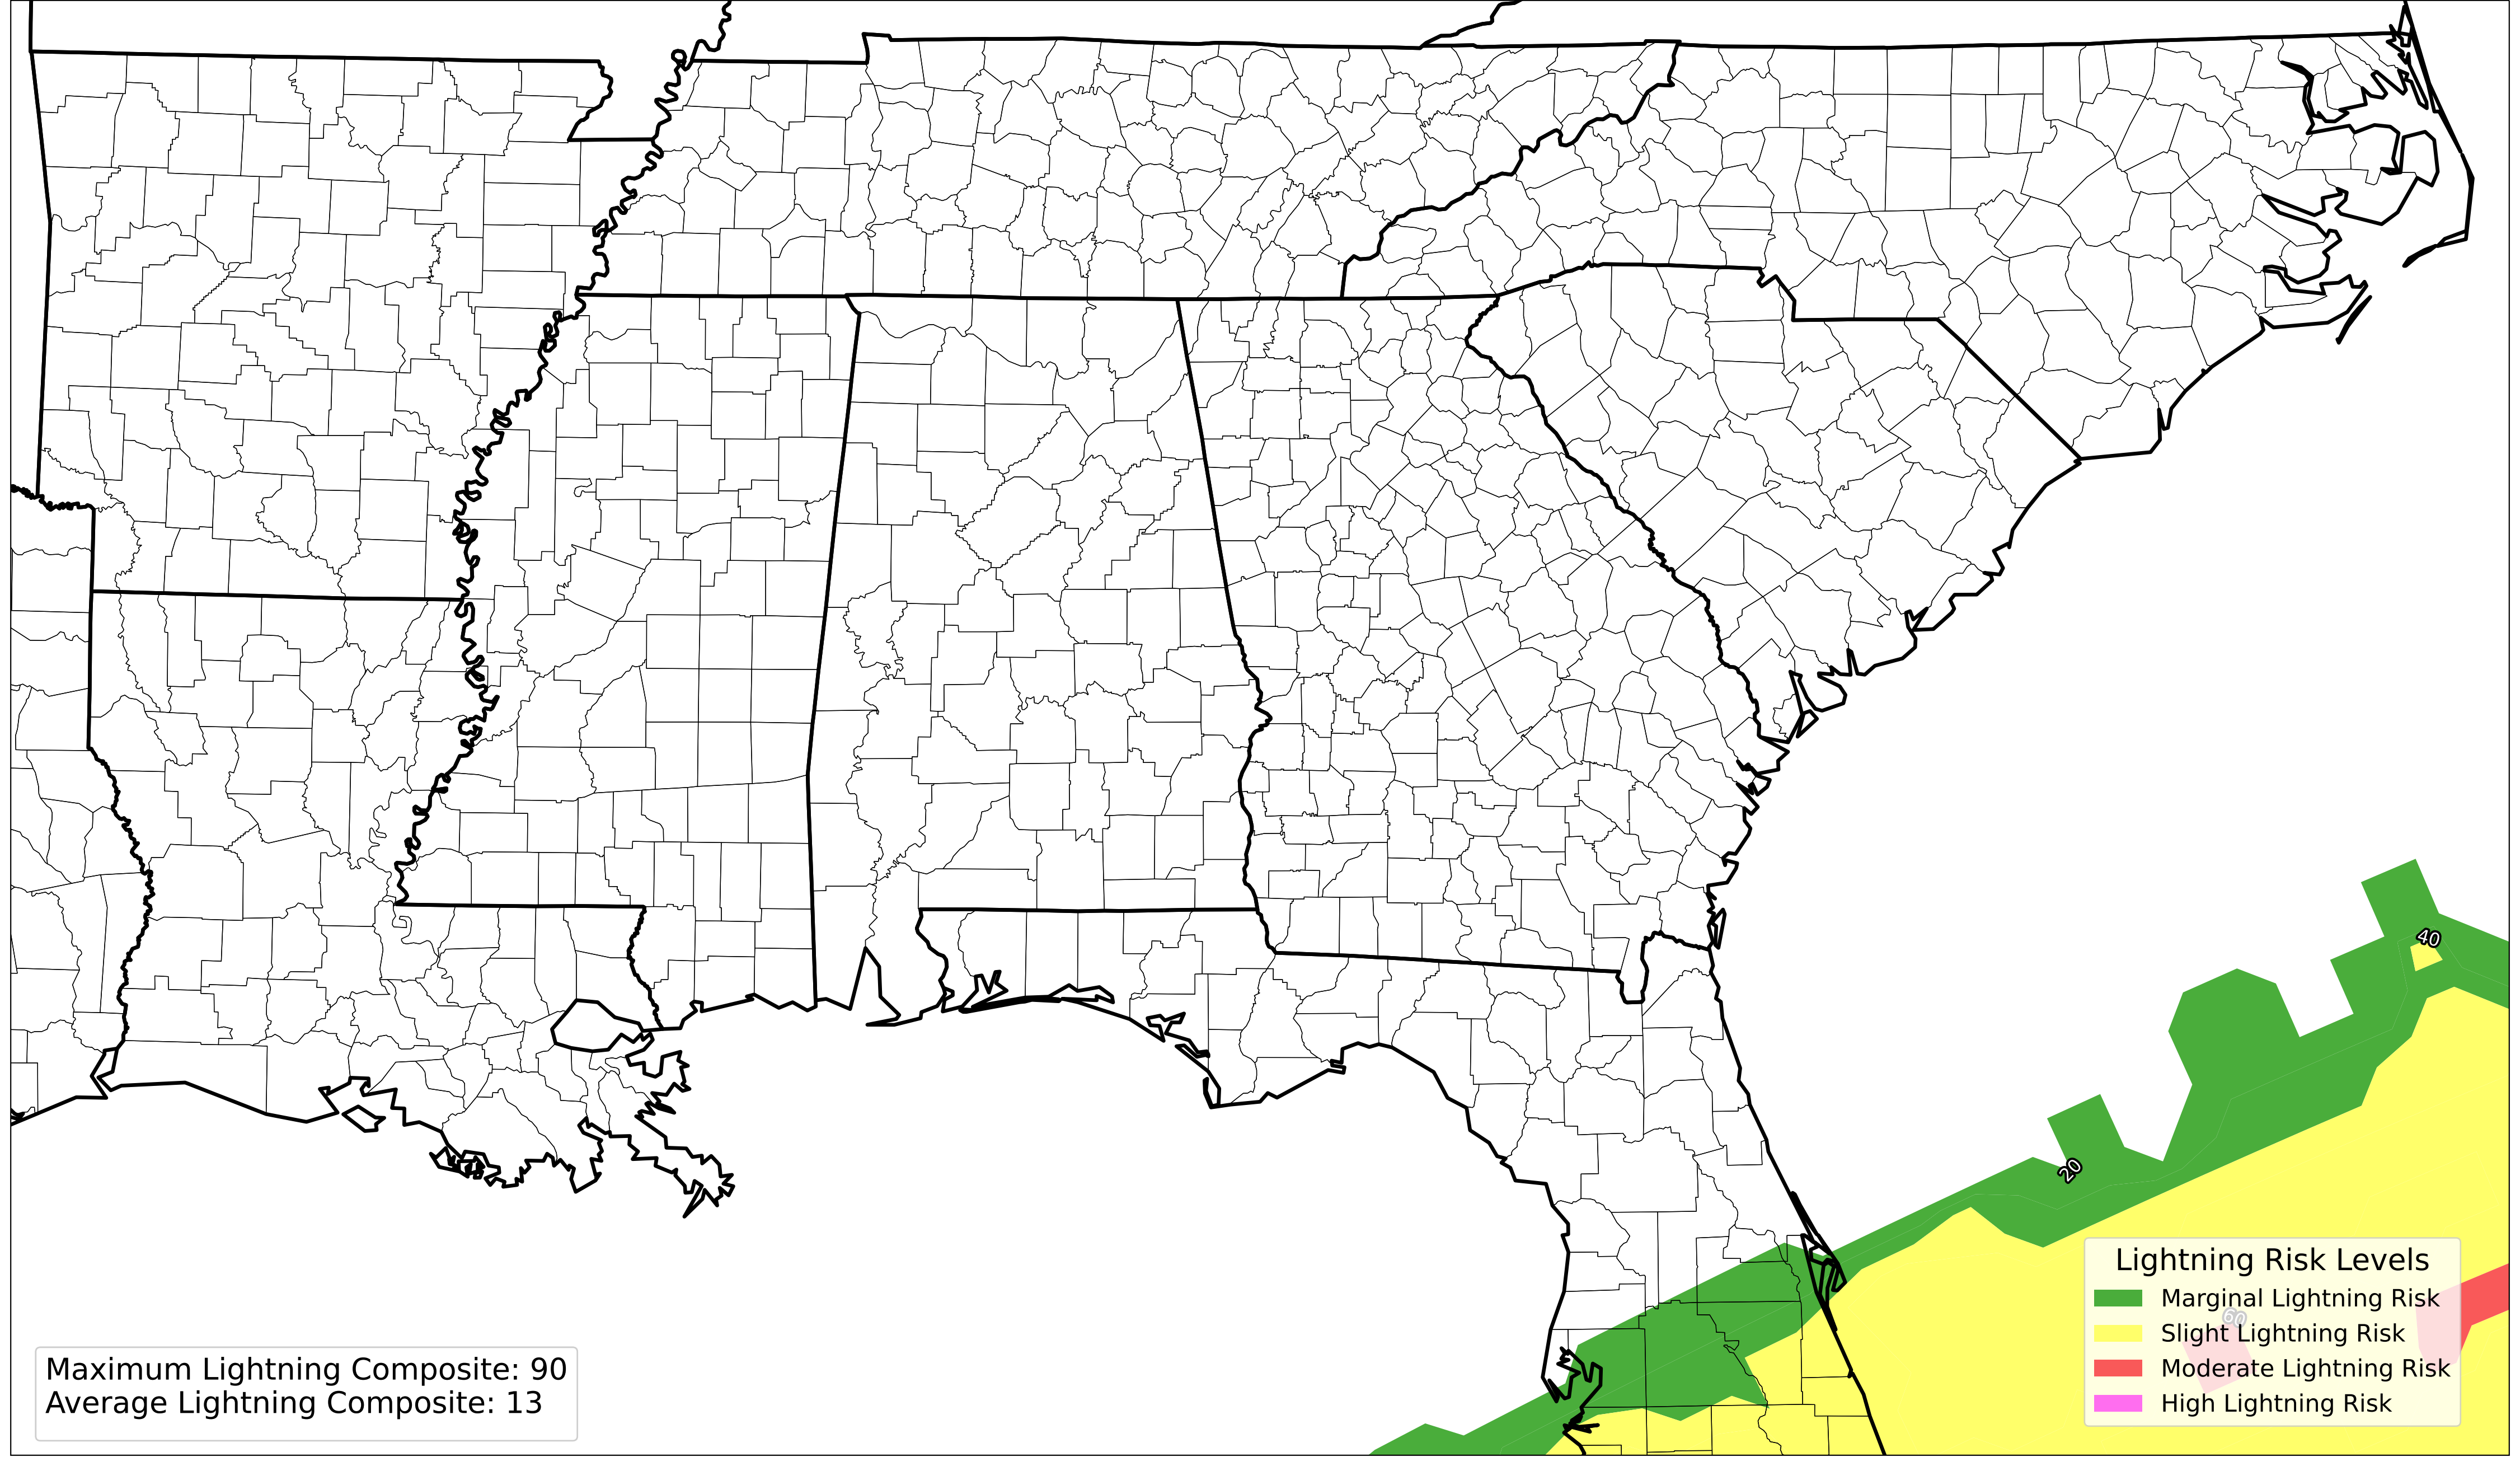 40
20
Lightning Risk Levels
Marginal Lightning Risk
60
Slight Lightning Risk
Moderate Lightning Risk
High Lightning Risk
Maximum Lightning Composite: 90
Average Lightning Composite: 13